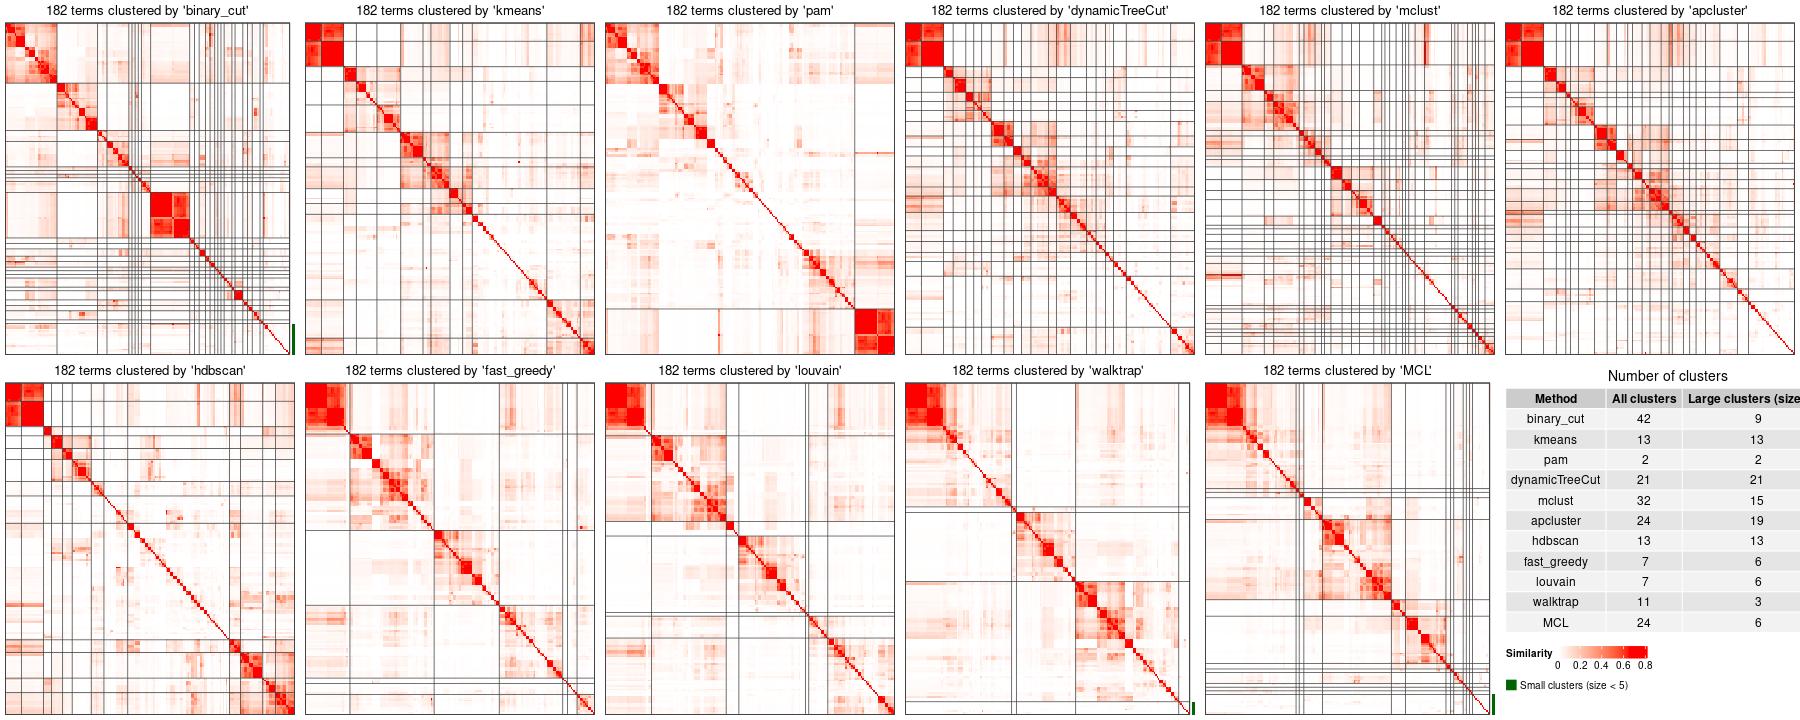 182 terms clustered by 'binary_cut'
182 terms clustered by 'kmeans'
182 terms clustered by 'pam'
182 terms clustered by 'dynamicTreeCut'
182 terms clustered by 'mclust'
182 terms clustered by 'apcluster'
182 terms clustered by 'hdbscan'
182 terms clustered by 'fast_greedy'
182 terms clustered by 'louvain'
182 terms clustered by 'walktrap'
182 terms clustered by 'MCL'
Number of clusters
Method All clusters Large clusters (size
binary_cut 42 9
kmeans 13 13
pam 2 2
dynamicTreeCut 21 21
mclust 32 15
apcluster 24 19
hdbscan 13 13
fast_greedy 7 6
louvain 7 6
walktrap 11 3
MCL 24 6
Similarity
0 0.2 0.4 0.6 0.8
Small clusters (size < 5)